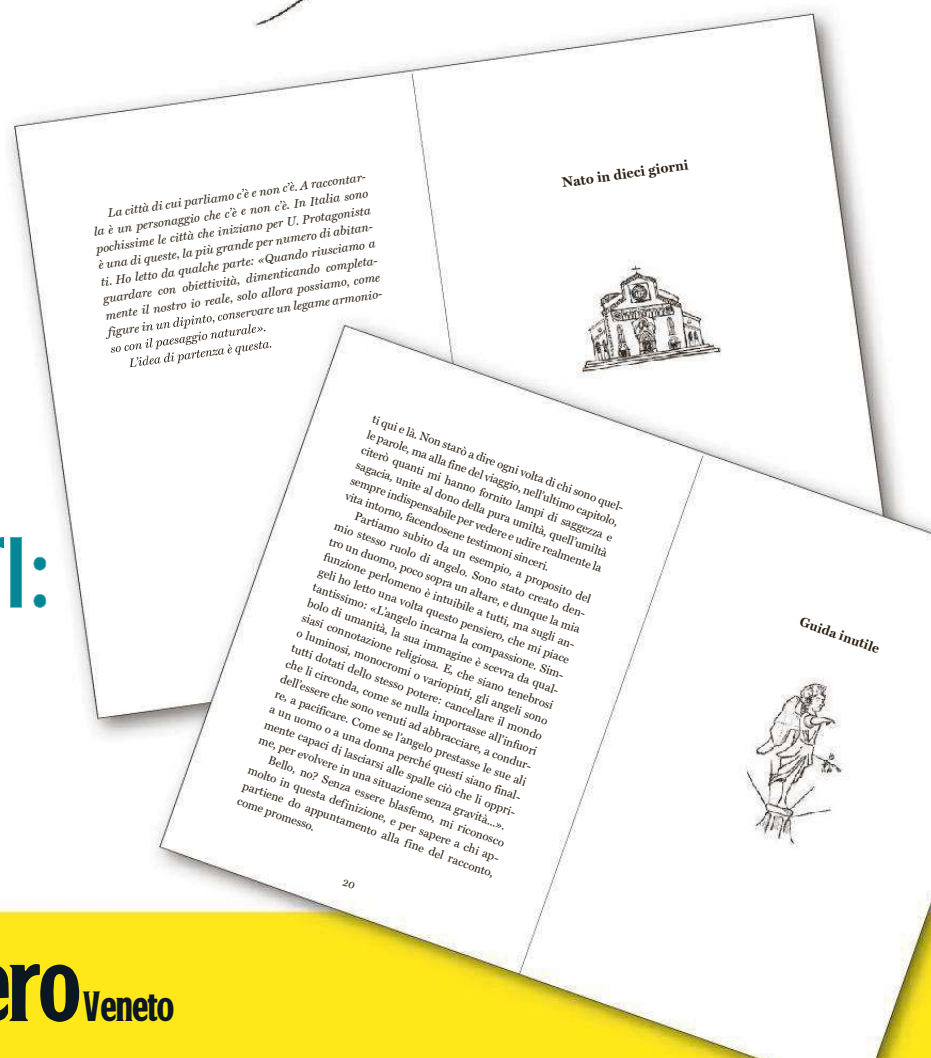 La città di cui parliamo c'è e non c'è. A raccontar-
la è un personaggio che c'è e non c'è. In Italia sono
pochissime le città che iniziano per U. Protagonista
è una di queste, la più grande per numero di abitan-
ti. Ho letto da qualche parte: «Quando riusciamo a
guardare con obiettività, dimenticando completa-
mente il nostro io reale, solo allora possiamo, come
figure in un dipinto, conservare un legame armonio-
so con il paesaggio naturale».
L'idea di partenza è questa.
Nato in dieci giorni
ti qui e là. Non starò a dire ogni volta di chi sono quel-
le parole, ma alla fine del viaggio, nell'ultimo capitolo,
citerò quanti mi hanno fornito lampi di saggezza e
sagacia, unite al dono della pura umiltà, quell'umiltà
sempre indispensabile per vedere e udire realmente la
vita intorno, facendosene testimoni sinceri.
Partiamo subito da un esempio, a proposito del
mio stesso ruolo di angelo. Sono stato creato den-
tro un duomo, poco sopra un altare, e dunque la mia
funzione perlomeno è intuibile a tutti, ma sugli an-
geli ho letto una volta questo pensiero, che mi piace
tantissimo: «L'angelo incarna la compassione. Sim-
bolo di umanità, la sua immagine è scevra da qual-
siasi connotazione religiosa. E, che siano tenebrosi
o luminosi, monocromi o variopinti, gli angeli sono
tutti dotati dello stesso potere: cancellare il mondo
che li circonda, come se nulla importasse all'infuori
dell'essere che sono venuti ad abbracciare, a condur-
re, a pacificare. Come se l'angelo prestasse le sue ali
a un uomo o a una donna perché questi siano final-
mente capaci di lasciarsi alle spalle ciò che li oppri-
me, per evolvere in una situazione senza gravità...».
Bello, no? Senza essere blasfemo, mi riconosco
molto in questa definizione, e per sapere a chi ap-
partiene do appuntamento alla fine del racconto,
come promesso.
20
Guida inutile
TI:
ero Veneto